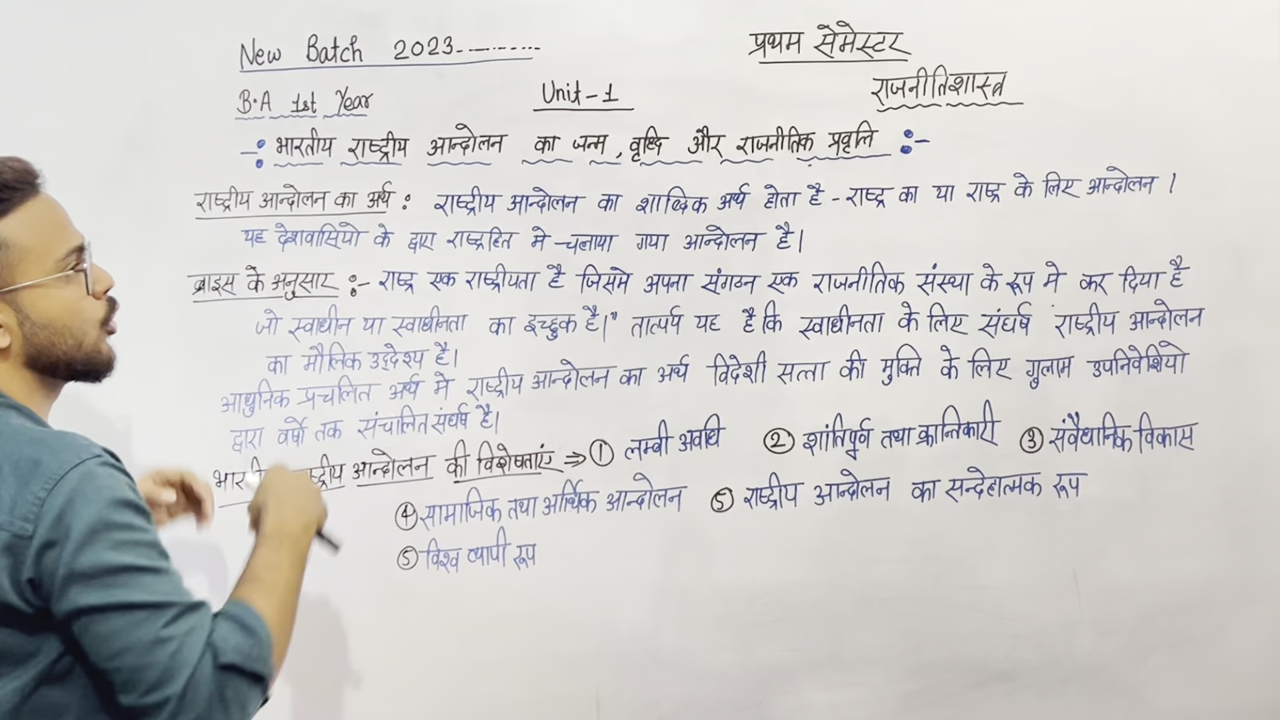 New Batch 2023----------
प्रथम सेमेस्टर
B.A 1st Year
Unit-1
राजनीतिशास्त्र
-: भारतीय राष्ट्रीय आन्दोलन का जन्म, वृध्दि और राजनीतिक प्रवृत्ति :-
राष्ट्रीय आन्दोलन का अर्थ : राष्ट्रीय आन्दोलन का शाब्दिक अर्थ होता है - राष्ट्र का या राष्ट्र के लिए आन्दोलन।
यह देशवासियो के द्वारा राष्ट्रहित मे चलाया गया आन्दोलन है।
ब्राइस के अनुसार :- राष्ट्र एक राष्ट्रीयता है जिसमे अपना संगठन एक राजनीतिक संस्था के रूप मे कर दिया है
जो स्वाधीन या स्वाधीनता का इच्छुक है।" तात्पर्य यह है कि स्वाधीनता के लिए संघर्ष राष्ट्रीय आन्दोलन
का मौलिक उद्देश्य है।
आधुनिक प्रचलित अर्थ मे राष्ट्रीय आन्दोलन का अर्थ विदेशी सत्ता की मुक्ति के लिए गुलाम उपनिवेशियो
द्वारा वर्षो तक संचालित संघर्ष है।
राष्ट्रीय आन्दोलन की विशेषताएं ⇒ ① लम्बी अवधि ② शांतिपूर्व तथा क्रान्तिकारी ③ संवैधानिक विकास
④ सामाजिक तथा आर्थिक आन्दोलन ⑤ राष्ट्रीय आन्दोलन का सन्देहात्मक रूप
⑤ विश्व व्यापी रूप